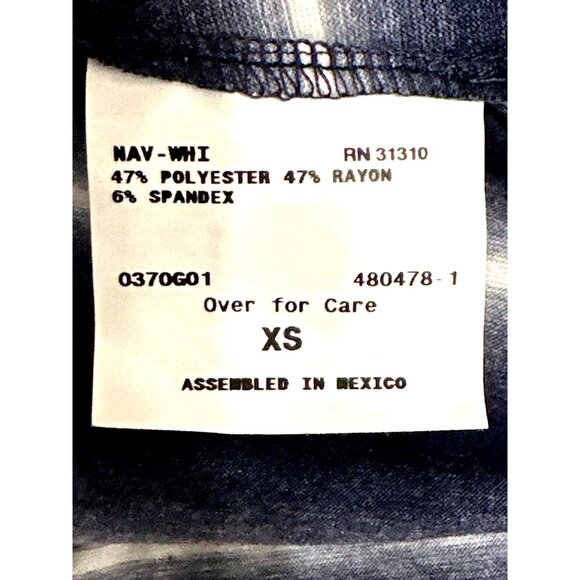 NAV-WHI RN 31310
47% POLYESTER 47% RAYON
6% SPANDEX
0370G01 480478-1
Over for Care
XS
ASSEMBLED IN MEXICO